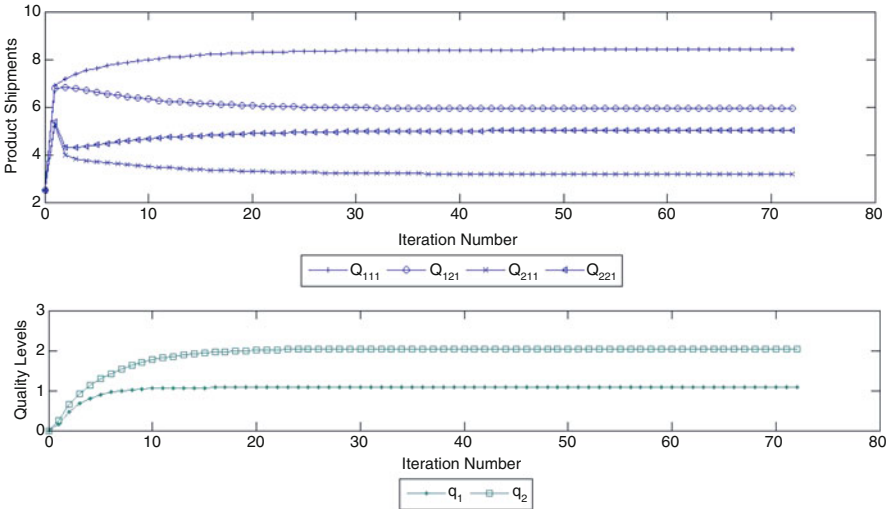 10
8
6
4
2
Product Shipments
0
10
20
30
40
50
60
70
80
Iteration Number
Q111
Q121
Q211
Q221
3
2
1
0
Quality Levels
0
10
20
30
40
50
60
70
80
Iteration Number
q1
q2